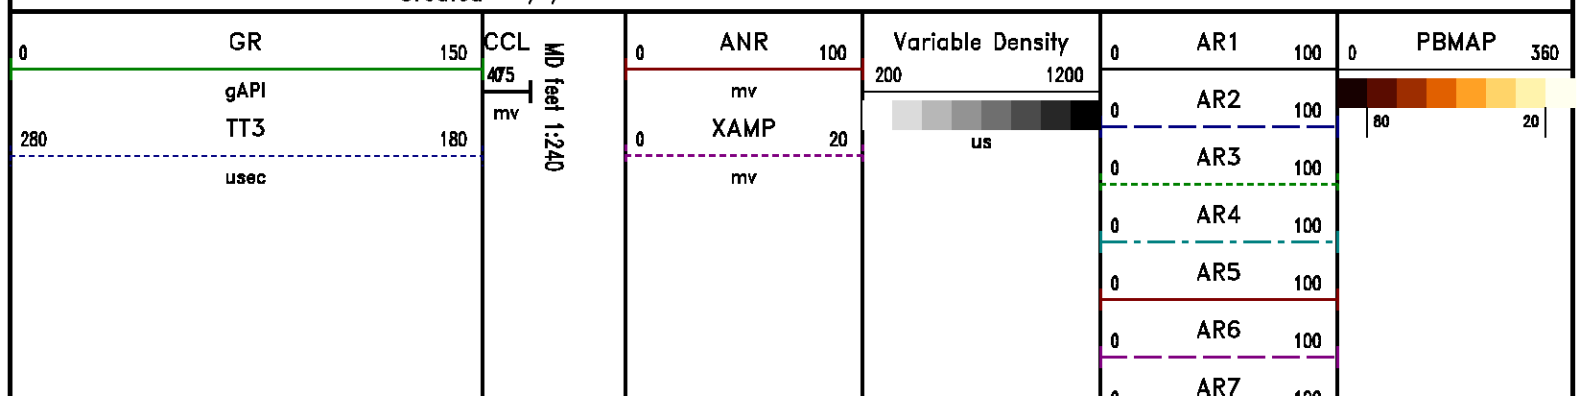 0 GR 150
gAPI
280 TT3 180
usec
CCL
mv
MD feet 1:240
0 ANR 100
mv
0 XAMP 20
mv
Variable Density
200 1200
us
0 AR1 100
0 AR2 100
0 AR3 100
0 AR4 100
0 AR5 100
0 AR6 100
AR7
0 PBMAP 360
80 20